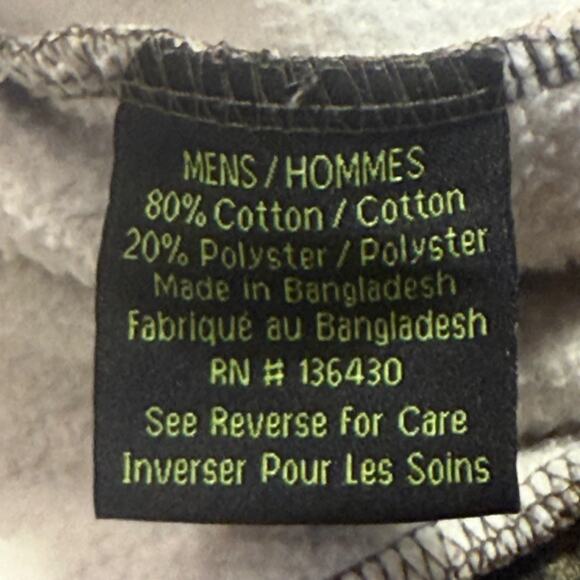 MENS / HOMMES
80% Cotton / Cotton
20% Polyster / Polyster
Made in Bangladesh
Fabriqué au Bangladesh
RN # 136430
See Reverse For Care
Inverser Pour Les Soins